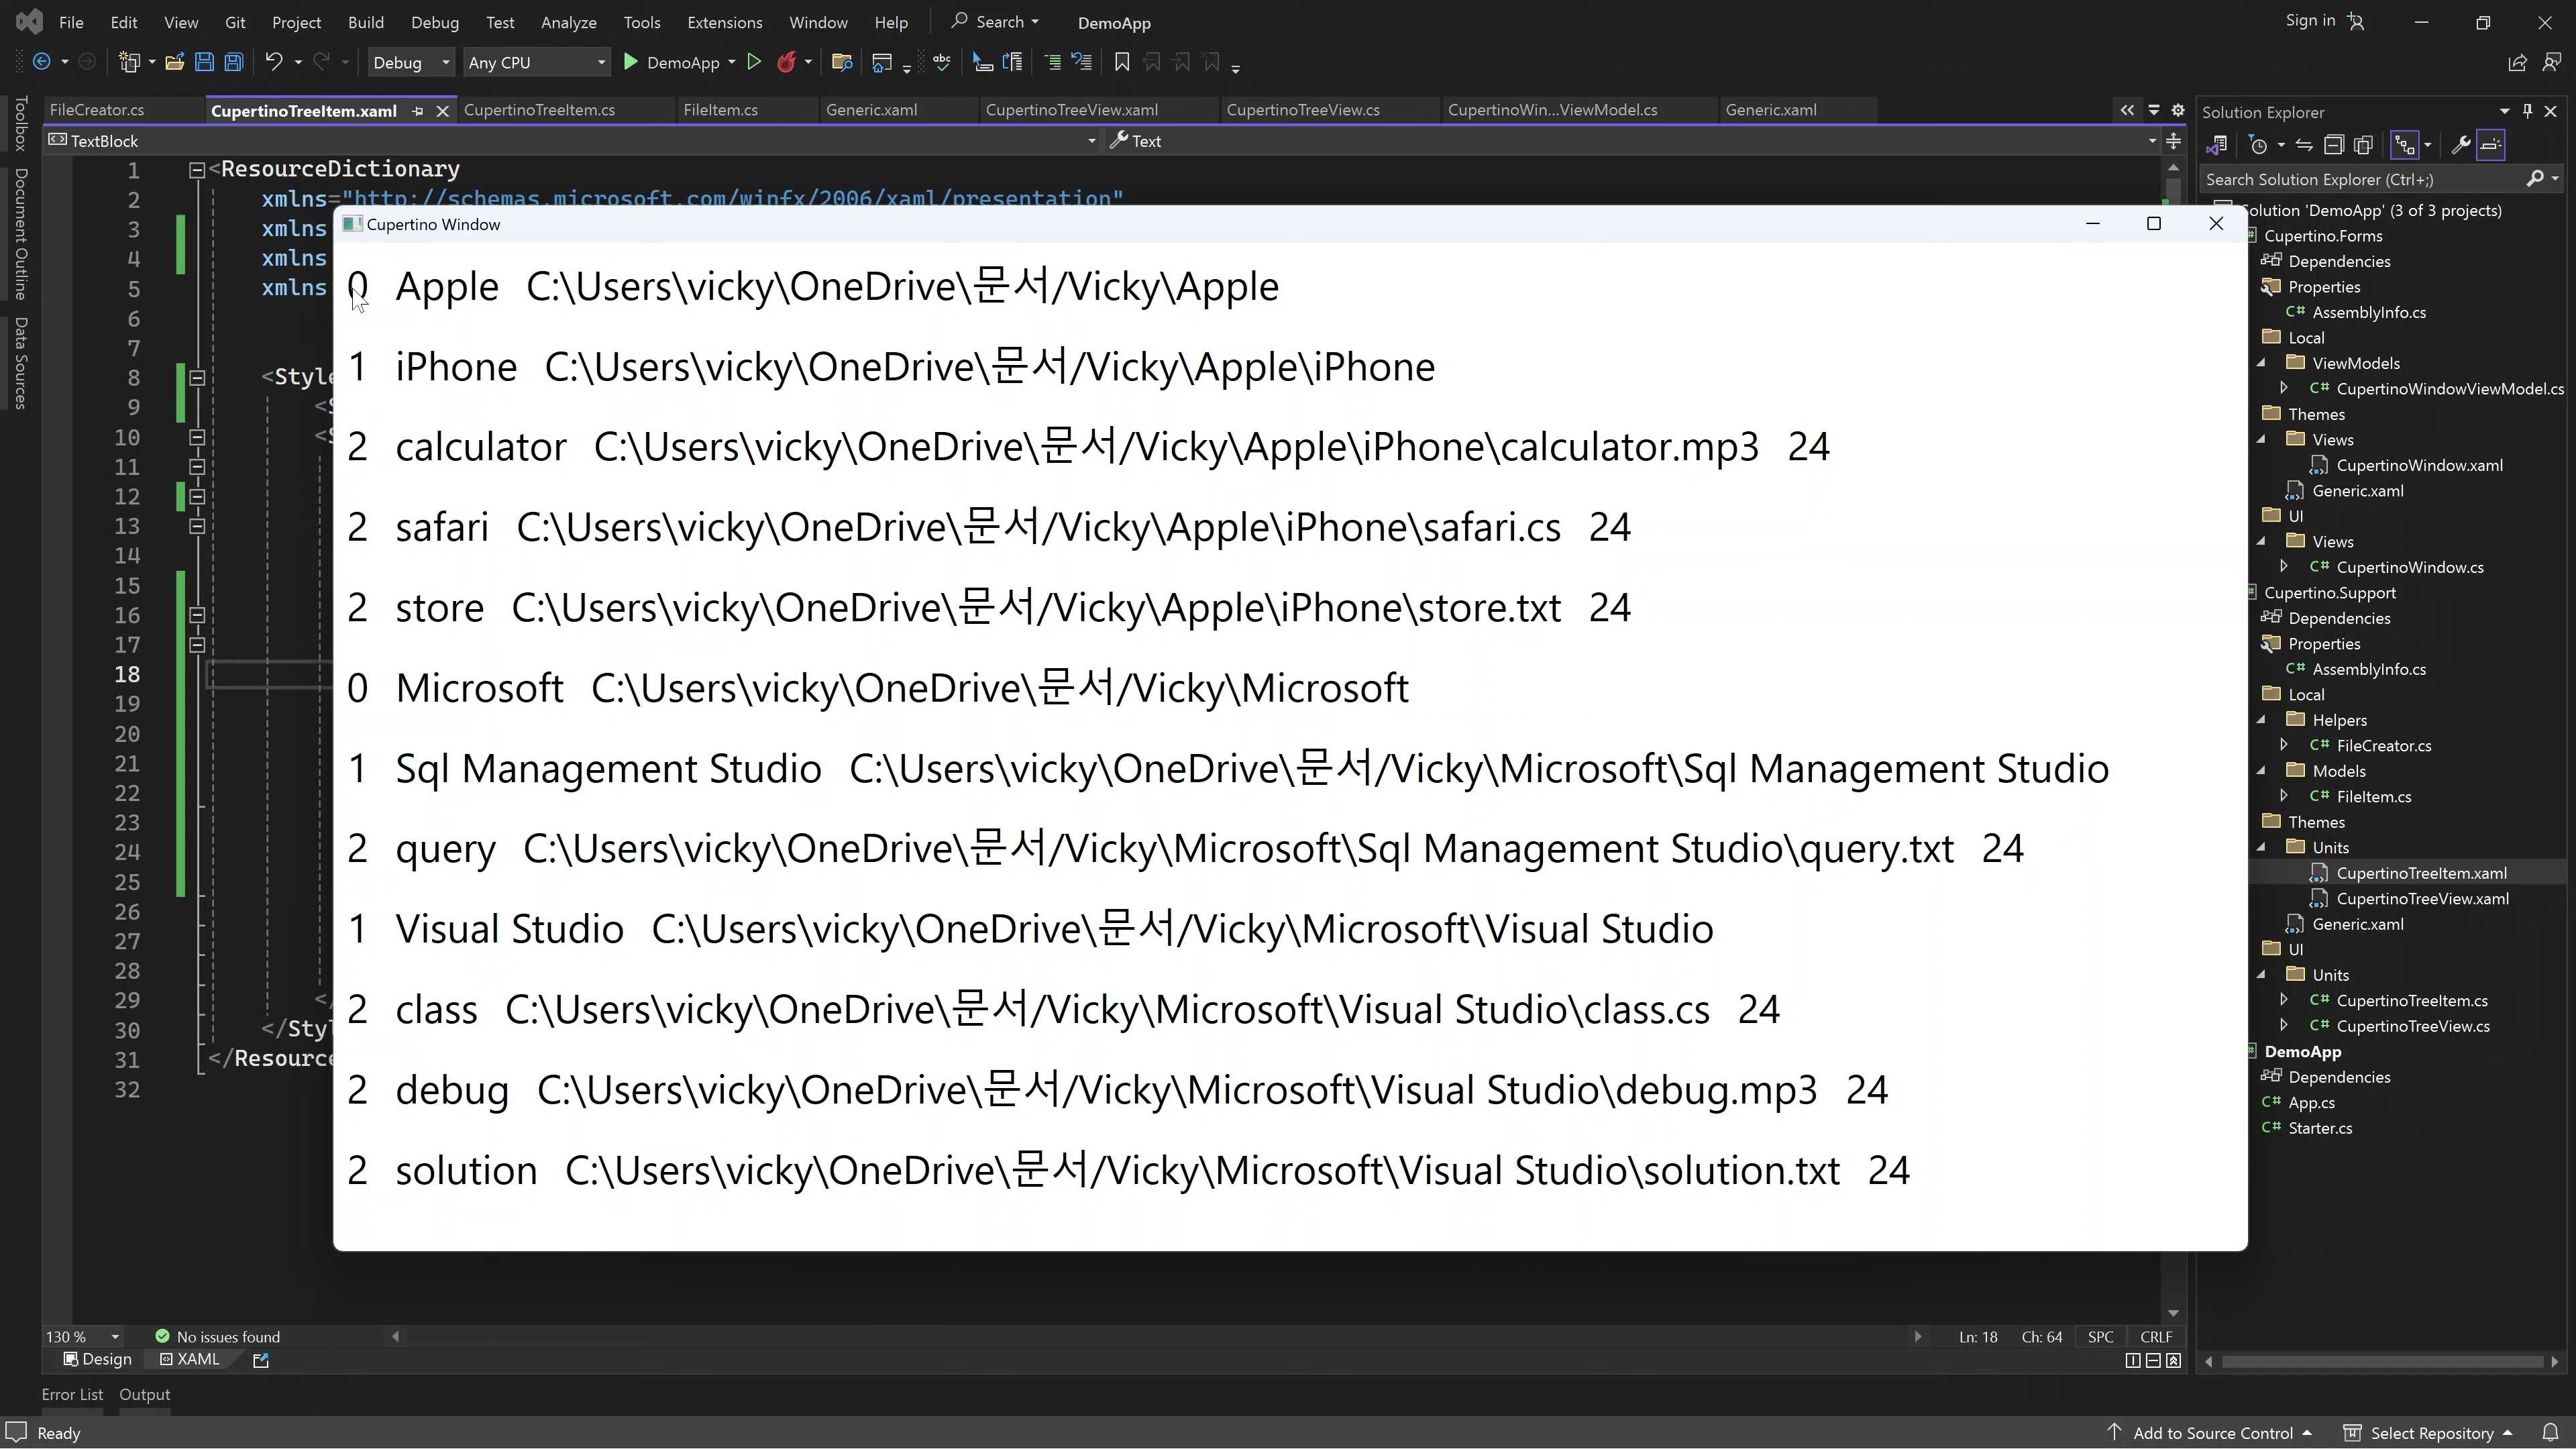 File Edit View Git Project Build Debug Test Analyze Tools Extensions Window Help Search DemoApp Sign in
Debug Any CPU DemoApp
Toolbox
Document Outline
Data Sources
FileCreator.cs CupertinoTreeItem.xaml CupertinoTreeItem.cs FileItem.cs Generic.xaml CupertinoTreeView.xaml CupertinoTreeView.cs CupertinoWin...ViewModel.cs Generic.xaml
TextBlock Text
1 <ResourceDictionary
2 xmlns="http://schemas.microsoft.com/winfx/2006/xaml/presentation"
3 xmlns
4 xmlns
5 xmlns
6
7
8 <Style
9
10
11
12
13
14
15
16
17
18
19
20
21
22
23
24
25
26
27
28
29 </
30 </Styl
31 </Resource
32
Cupertino Window
0 Apple C:\Users\vicky\OneDrive\문서/Vicky\Apple
1 iPhone C:\Users\vicky\OneDrive\문서/Vicky\Apple\iPhone
2 calculator C:\Users\vicky\OneDrive\문서/Vicky\Apple\iPhone\calculator.mp3 24
2 safari C:\Users\vicky\OneDrive\문서/Vicky\Apple\iPhone\safari.cs 24
2 store C:\Users\vicky\OneDrive\문서/Vicky\Apple\iPhone\store.txt 24
0 Microsoft C:\Users\vicky\OneDrive\문서/Vicky\Microsoft
1 Sql Management Studio C:\Users\vicky\OneDrive\문서/Vicky\Microsoft\Sql Management Studio
2 query C:\Users\vicky\OneDrive\문서/Vicky\Microsoft\Sql Management Studio\query.txt 24
1 Visual Studio C:\Users\vicky\OneDrive\문서/Vicky\Microsoft\Visual Studio
2 class C:\Users\vicky\OneDrive\문서/Vicky\Microsoft\Visual Studio\class.cs 24
2 debug C:\Users\vicky\OneDrive\문서/Vicky\Microsoft\Visual Studio\debug.mp3 24
2 solution C:\Users\vicky\OneDrive\문서/Vicky\Microsoft\Visual Studio\solution.txt 24
Solution Explorer
Search Solution Explorer (Ctrl+;)
Solution 'DemoApp' (3 of 3 projects)
Cupertino.Forms
Dependencies
Properties
C# AssemblyInfo.cs
Local
ViewModels
C# CupertinoWindowViewModel.cs
Themes
Views
CupertinoWindow.xaml
Generic.xaml
UI
Views
C# CupertinoWindow.cs
Cupertino.Support
Dependencies
Properties
C# AssemblyInfo.cs
Local
Helpers
C# FileCreator.cs
Models
C# FileItem.cs
Themes
Units
CupertinoTreeItem.xaml
CupertinoTreeView.xaml
Generic.xaml
UI
Units
C# CupertinoTreeItem.cs
C# CupertinoTreeView.cs
DemoApp
Dependencies
C# App.cs
C# Starter.cs
130 % No issues found Ln: 18 Ch: 64 SPC CRLF
Design XAML
Error List Output
Ready Add to Source Control Select Repository